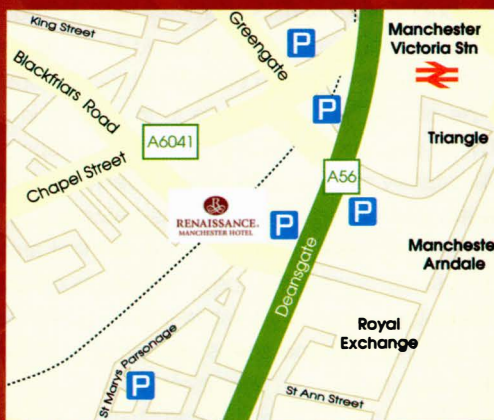 King Street
Greengate
P
Manchester
Victoria Stn
Blackfriars Road
P
A6041
Triangle
Chapel Street
A56
R
RENAISSANCE.
MANCHESTER HOTEL
P
P
Mancheste
Arndale
Deansgate
Royal
Exchange
St Marys Parsonage
P
St Ann Street